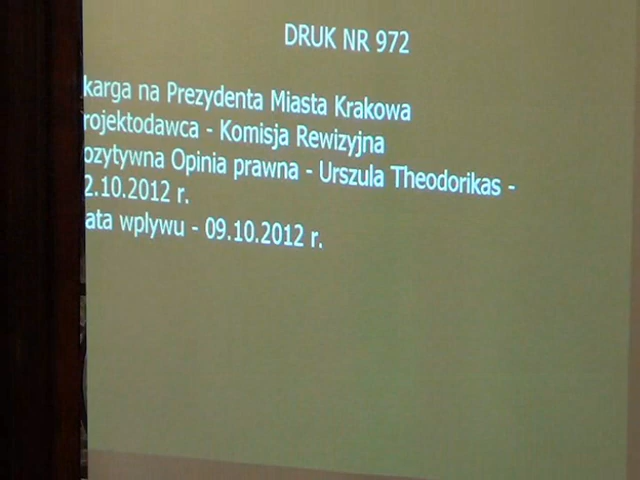 DRUK NR 972
karga na Prezydenta Miasta Krakowa
rojektodawca - Komisja Rewizyjna
ozytywna Opinia prawna - Urszula Theodorikas -
2.10.2012 r.
ata wplywu - 09.10.2012 r.